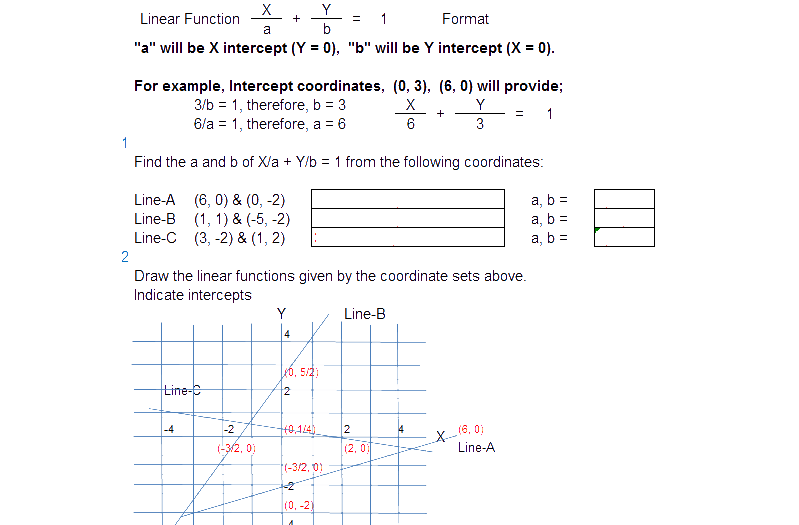 Linear Function X/a + Y/b = 1 Format
"a" will be X intercept (Y = 0), "b" will be Y intercept (X = 0).
For example, Intercept coordinates, (0, 3), (6, 0) will provide;
3/b = 1, therefore, b = 3
6/a = 1, therefore, a = 6
X/6 + Y/3 = 1
1
Find the a and b of X/a + Y/b = 1 from the following coordinates:
Line-A (6, 0) & (0, -2) a, b =
Line-B (1, 1) & (-5, -2) a, b =
Line-C (3, -2) & (1, 2) a, b =
2
Draw the linear functions given by the coordinate sets above.
Indicate intercepts
Y Line-B
4
(0, 5/2)
Line-C 2
-4 -2 (0,1/4) 2 4 X (6, 0)
(-3/2, 0) (2, 0) Line-A
(-3/2, 0)
-2
(0, -2)